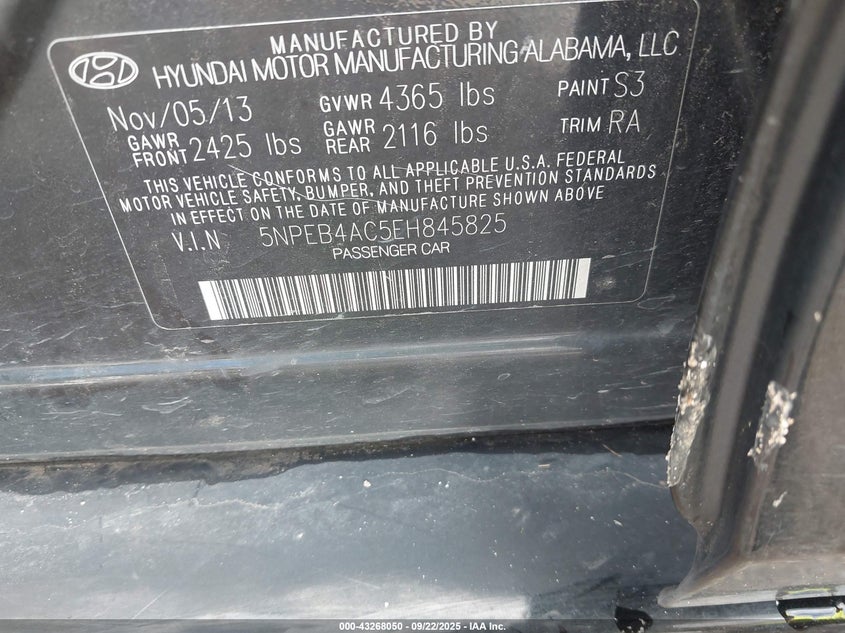 MANUFACTURED BY
HYUNDAI MOTOR MANUFACTURING ALABAMA, LLC
Nov/05/13 GVWR 4365 lbs PAINT S3
GAWR FRONT 2425 lbs GAWR REAR 2116 lbs TRIM RA
THIS VEHICLE CONFORMS TO ALL APPLICABLE U.S.A. FEDERAL
MOTOR VEHICLE SAFETY, BUMPER, AND THEFT PREVENTION STANDARDS
IN EFFECT ON THE DATE OF MANUFACTURE SHOWN ABOVE
V.I.N 5NPEB4AC5EH845825
PASSENGER CAR
000-43268050 - 09/22/2025 - IAA Inc.